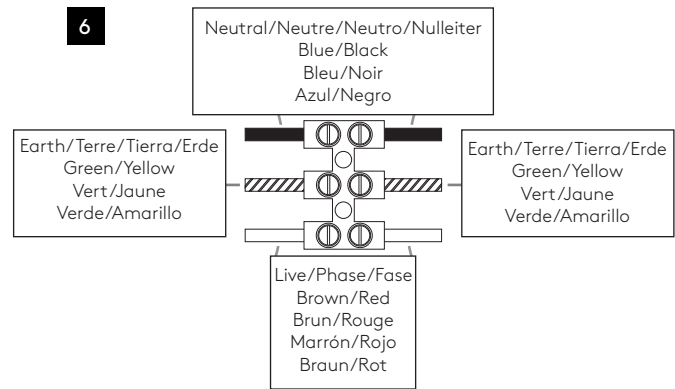 6
Neutral/Neutre/Neutro/Nulleiter
Blue/Black
Bleu/Noir
Azul/Negro
Earth/Terre/Tierra/Erde
Green/Yellow
Vert/Jaune
Verde/Amarillo
Earth/Terre/Tierra/Erde
Green/Yellow
Vert/Jaune
Verde/Amarillo
Live/Phase/Fase
Brown/Red
Brun/Rouge
Marrón/Rojo
Braun/Rot